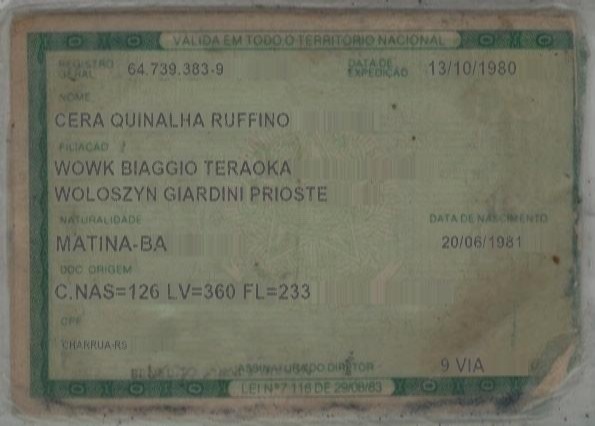 VÁLIDA EM TODO O TERRITÓRIO NACIONAL
REGISTRO GERAL 64.739.383-9 DATA DE EXPEDIÇÃO 13/10/1980
NOME
CERA QUINALHA RUFFINO
FILIAÇÃO
WOWK BIAGGIO TERAOKA
WOLOSZYN GIARDINI PRIOSTE
NATURALIDADE DATA DE NASCIMENTO
MATINA-BA 20/06/1981
DOC ORIGEM
C.NAS=126 LV=360 FL=233
CPF
CHARRUA-RS
ASSINATURA DO DIRETOR 9 VIA
LEI Nº 7.116 DE 29/08/83